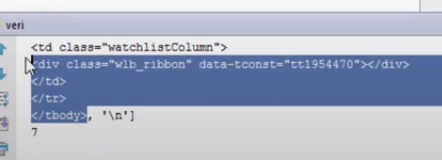 veri
<td class="watchlistColumn">
<div class="wlb_ribbon" data-tconst="tt1954470"></div>
</td>
</tr>
</tbody>, '\n']
7